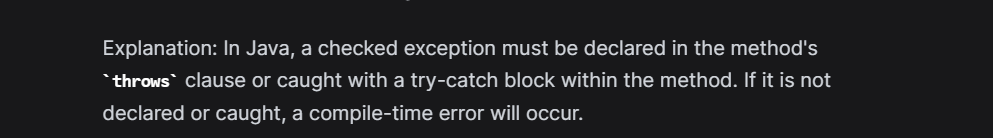 Explanation: In Java, a checked exception must be declared in the method's
`throws` clause or caught with a try-catch block within the method. If it is not
declared or caught, a compile-time error will occur.